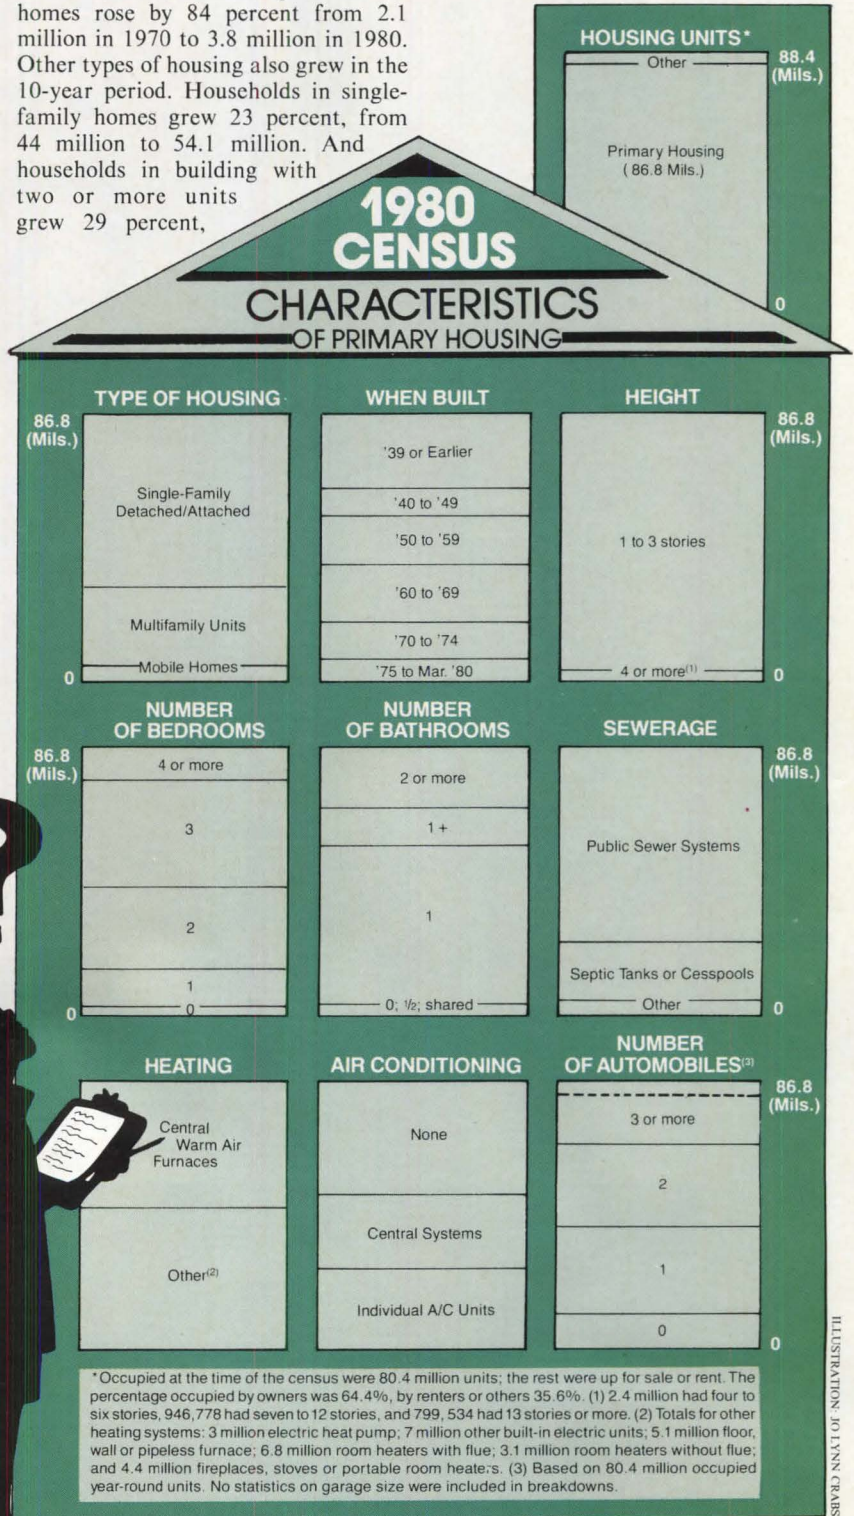 homes rose by 84 percent from 2.1
million in 1970 to 3.8 million in 1980.
Other types of housing also grew in the
10-year period. Households in single-
family homes grew 23 percent, from
44 million to 54.1 million. And
households in building with
two or more units
grew 29 percent,
HOUSING UNITS*
88.4
(Mils.)
Other
Primary Housing
(86.8 Mils.)
0
1980
CENSUS
CHARACTERISTICS
OF PRIMARY HOUSING
TYPE OF HOUSING
86.8
(Mils.)
Single-Family
Detached/Attached
Multifamily Units
Mobile Homes
0
WHEN BUILT
'39 or Earlier
'40 to '49
'50 to '59
'60 to '69
'70 to '74
'75 to Mar. '80
HEIGHT
86.8
(Mils.)
1 to 3 stories
4 or more(1)
0
NUMBER
OF BEDROOMS
86.8
(Mils.)
4 or more
3
2
1
0
0
NUMBER
OF BATHROOMS
2 or more
1 +
1
0; 1/2; shared
SEWERAGE
86.8
(Mils.)
Public Sewer Systems
Septic Tanks or Cesspools
Other
0
HEATING
Central
Warm Air
Furnaces
Other(2)
AIR CONDITIONING
None
Central Systems
Individual A/C Units
NUMBER
OF AUTOMOBILES(3)
86.8
(Mils.)
3 or more
2
1
0
0
*Occupied at the time of the census were 80.4 million units; the rest were up for sale or rent. The
percentage occupied by owners was 64.4%, by renters or others 35.6%. (1) 2.4 million had four to
six stories, 946,778 had seven to 12 stories, and 799, 534 had 13 stories or more. (2) Totals for other
heating systems: 3 million electric heat pump; 7 million other built-in electric units; 5.1 million floor,
wall or pipeless furnace; 6.8 million room heaters with flue; 3.1 million room heaters without flue;
and 4.4 million fireplaces, stoves or portable room heaters. (3) Based on 80.4 million occupied
year-round units. No statistics on garage size were included in breakdowns.
ILLUSTRATION: JO LYNN CRABS